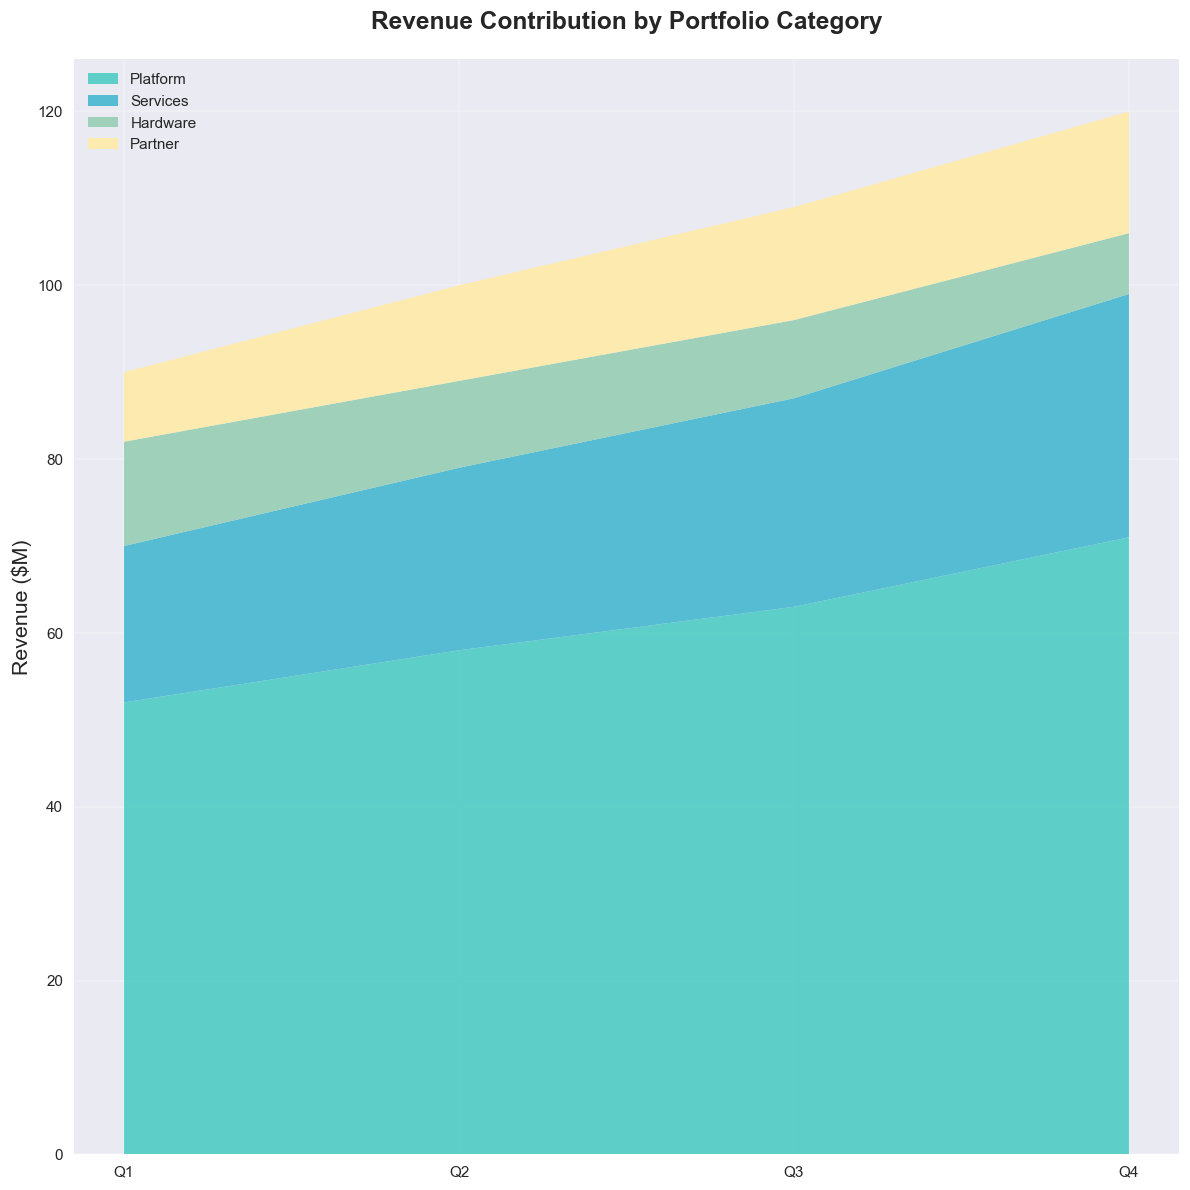 Revenue Contribution by Portfolio Category
Platform
Services
Hardware
Partner
Revenue ($M)
120
100
80
60
40
20
0
Q1 Q2 Q3 Q4